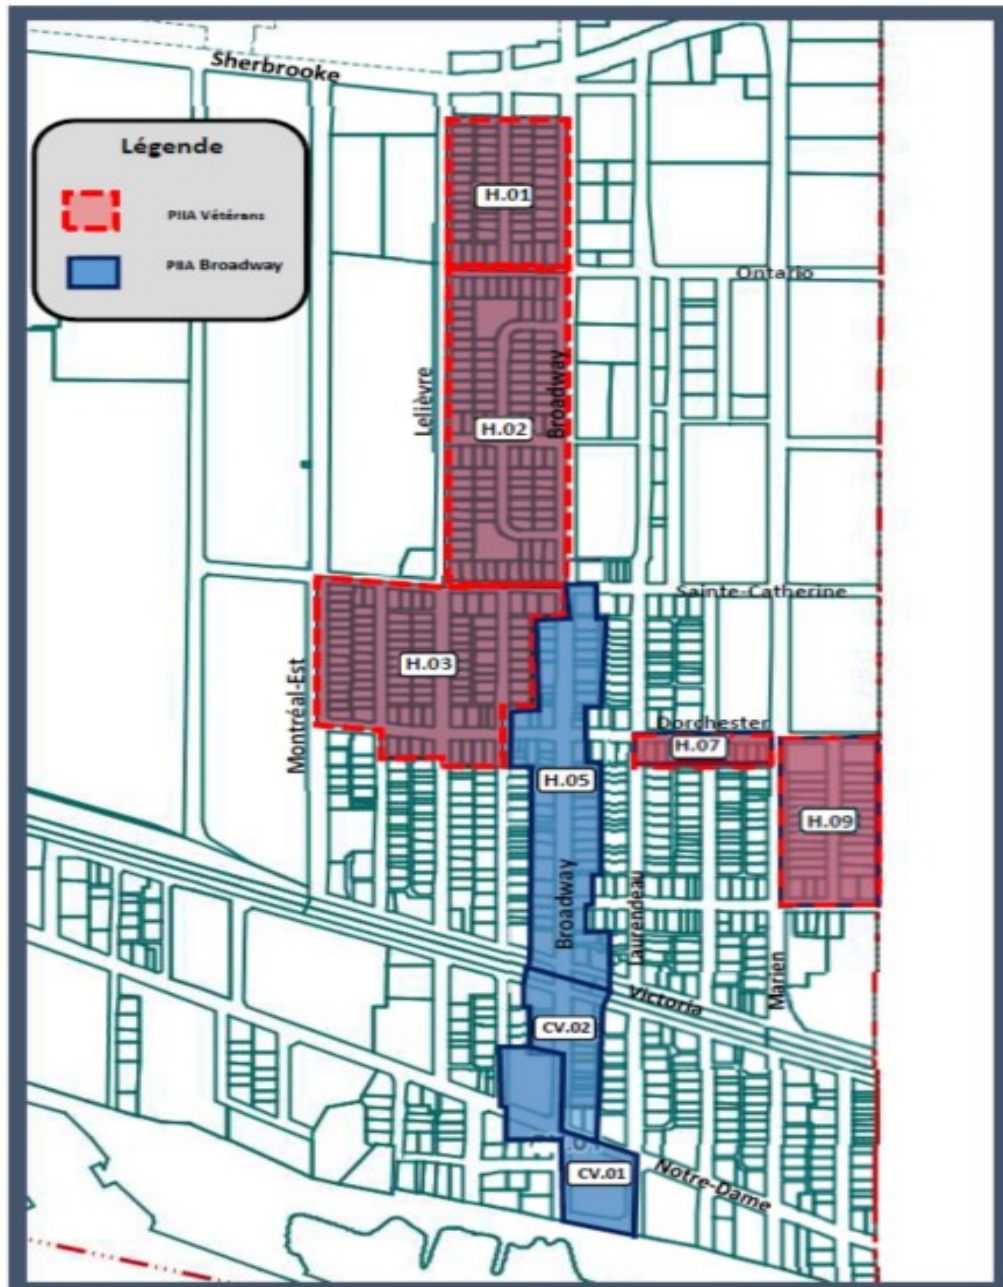 Sherbrooke
Légende
PIIA Vétérans
PIIA Broadway
H.01
Ontario
Lelièvre
Broadway
H.02
Sainte-Catherine
Montréal-Est
H.03
Dorchester
H.07
H.05
H.09
Broadway
Laurendeau
Marien
Victoria
CV.02
CV.01
Notre-Dame